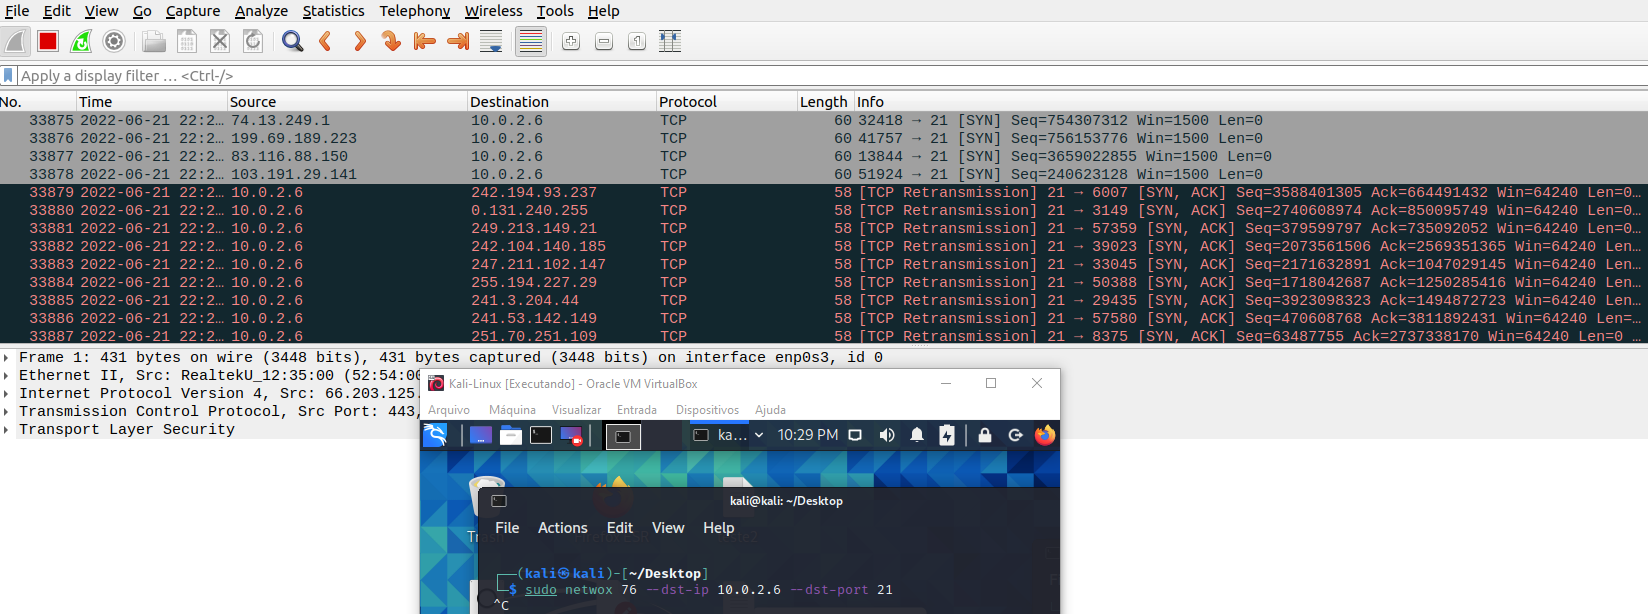 File Edit View Go Capture Analyze Statistics Telephony Wireless Tools Help
Apply a display filter … <Ctrl-/>
No. Time Source Destination Protocol Length Info
33875 2022-06-21 22:2… 74.13.249.1 10.0.2.6 TCP 60 32418 → 21 [SYN] Seq=754307312 Win=1500 Len=0
33876 2022-06-21 22:2… 199.69.189.223 10.0.2.6 TCP 60 41757 → 21 [SYN] Seq=756153776 Win=1500 Len=0
33877 2022-06-21 22:2… 83.116.88.150 10.0.2.6 TCP 60 13844 → 21 [SYN] Seq=3659022855 Win=1500 Len=0
33878 2022-06-21 22:2… 103.191.29.141 10.0.2.6 TCP 60 51924 → 21 [SYN] Seq=240623128 Win=1500 Len=0
33879 2022-06-21 22:2… 10.0.2.6 242.194.93.237 TCP 58 [TCP Retransmission] 21 → 6007 [SYN, ACK] Seq=3588401305 Ack=664491432 Win=64240 Len=0…
33880 2022-06-21 22:2… 10.0.2.6 0.131.240.255 TCP 58 [TCP Retransmission] 21 → 3149 [SYN, ACK] Seq=2740608974 Ack=850095749 Win=64240 Len=0…
33881 2022-06-21 22:2… 10.0.2.6 249.213.149.21 TCP 58 [TCP Retransmission] 21 → 57359 [SYN, ACK] Seq=379599797 Ack=735092052 Win=64240 Len=0…
33882 2022-06-21 22:2… 10.0.2.6 242.104.140.185 TCP 58 [TCP Retransmission] 21 → 39023 [SYN, ACK] Seq=2073561506 Ack=2569351365 Win=64240 Len…
33883 2022-06-21 22:2… 10.0.2.6 247.211.102.147 TCP 58 [TCP Retransmission] 21 → 33045 [SYN, ACK] Seq=2171632891 Ack=1047029145 Win=64240 Len…
33884 2022-06-21 22:2… 10.0.2.6 255.194.227.29 TCP 58 [TCP Retransmission] 21 → 50388 [SYN, ACK] Seq=1718042687 Ack=1250285416 Win=64240 Len…
33885 2022-06-21 22:2… 10.0.2.6 241.3.204.44 TCP 58 [TCP Retransmission] 21 → 29435 [SYN, ACK] Seq=3923098323 Ack=1494872723 Win=64240 Len…
33886 2022-06-21 22:2… 10.0.2.6 241.53.142.149 TCP 58 [TCP Retransmission] 21 → 57580 [SYN, ACK] Seq=470608768 Ack=3811892431 Win=64240 Len=…
33887 2022-06-21 22:2… 10.0.2.6 251.70.251.109 TCP 58 [TCP Retransmission] 21 → 8375 [SYN, ACK] Seq=63487755 Ack=2737338170 Win=64240 Len=0 …
Frame 1: 431 bytes on wire (3448 bits), 431 bytes captured (3448 bits) on interface enp0s3, id 0
Ethernet II, Src: RealtekU_12:35:00 (52:54:00
Internet Protocol Version 4, Src: 66.203.125.
Transmission Control Protocol, Src Port: 443,
Transport Layer Security
Kali-Linux [Executando] - Oracle VM VirtualBox
Arquivo Máquina Visualizar Entrada Dispositivos Ajuda
ka… 10:29 PM
kali@kali: ~/Desktop
File Actions Edit View Help
(kali㉿kali)-[~/Desktop]
$ sudo netwox 76 --dst-ip 10.0.2.6 --dst-port 21
^C